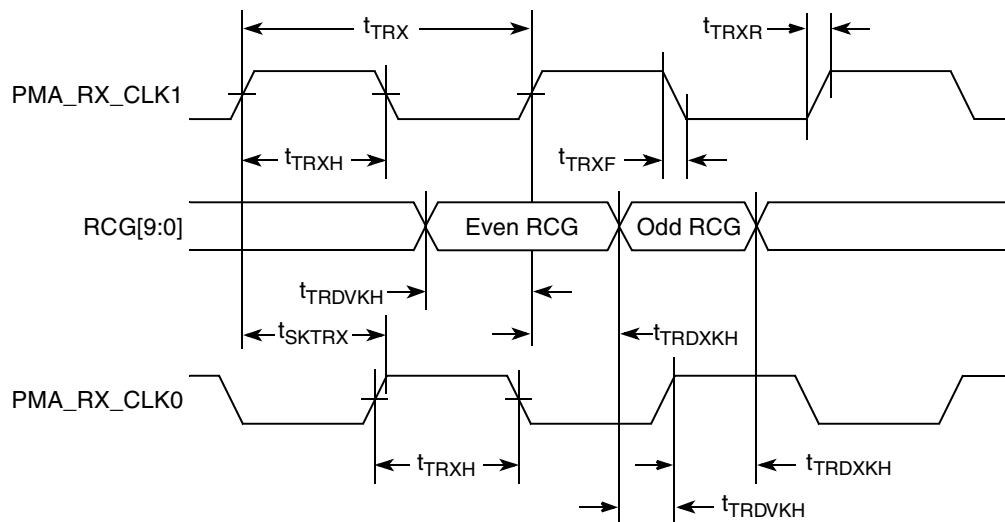 tTRX
tTRXR
PMA_RX_CLK1
tTRXH
tTRXF
RCG[9:0]
Even RCG
Odd RCG
tTRDVKH
tSKTRX
tTRDXKH
PMA_RX_CLK0
tTRXH
tTRDXKH
tTRDVKH